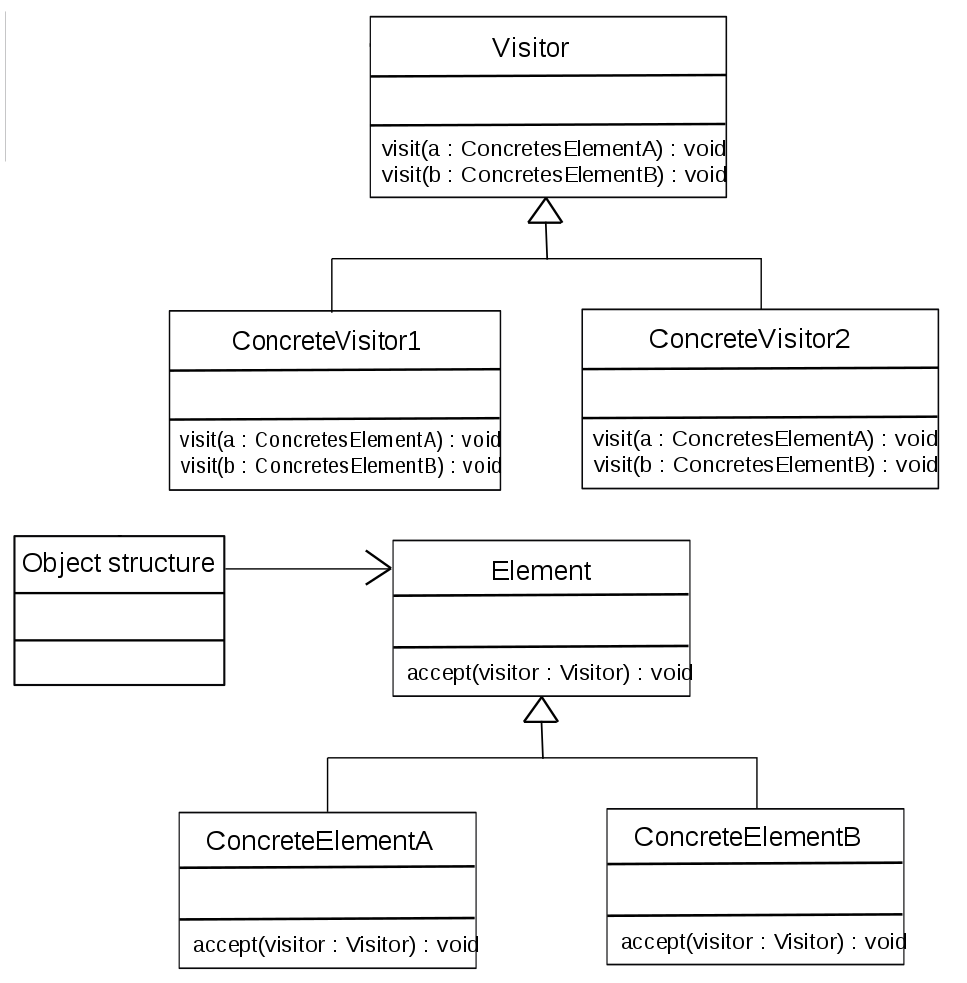 Visitor
visit(a : ConcretesElementA) : void
visit(b : ConcretesElementB) : void
ConcreteVisitor1
visit(a : ConcretesElementA) : void
visit(b : ConcretesElementB) : void
ConcreteVisitor2
visit(a : ConcretesElementA) : void
visit(b : ConcretesElementB) : void
Object structure
Element
accept(visitor : Visitor) : void
ConcreteElementA
accept(visitor : Visitor) : void
ConcreteElementB
accept(visitor : Visitor) : void